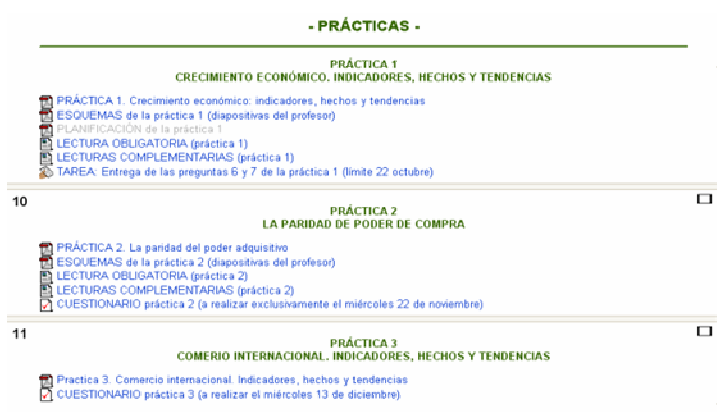 - PRÁCTICAS -
PRÁCTICA 1
CRECIMIENTO ECONÓMICO. INDICADORES, HECHOS Y TENDENCIAS
PRÁCTICA 1. Crecimiento económico: indicadores, hechos y tendencias
ESQUEMAS de la práctica 1 (diapositivas del profesor)
PLANIFICACIÓN de la práctica 1
LECTURA OBLIGATORIA (práctica 1)
LECTURAS COMPLEMENTARIAS (práctica 1)
TAREA: Entrega de las preguntas 6 y 7 de la práctica 1 (límite 22 octubre)
10
PRÁCTICA 2
LA PARIDAD DE PODER DE COMPRA
PRÁCTICA 2. La paridad del poder adquisitivo
ESQUEMAS de la práctica 2 (diapositivas del profesor)
LECTURA OBLIGATORIA (práctica 2)
LECTURAS COMPLEMENTARIAS (práctica 2)
CUESTIONARIO práctica 2 (a realizar exclusivamente el miércoles 22 de noviembre)
11
PRÁCTICA 3
COMERIO INTERNACIONAL. INDICADORES, HECHOS Y TENDENCIAS
Practica 3. Comercio internacional. Indicadores, hechos y tendencias
CUESTIONARIO práctica 3 (a realizar el miércoles 13 de diciembre)